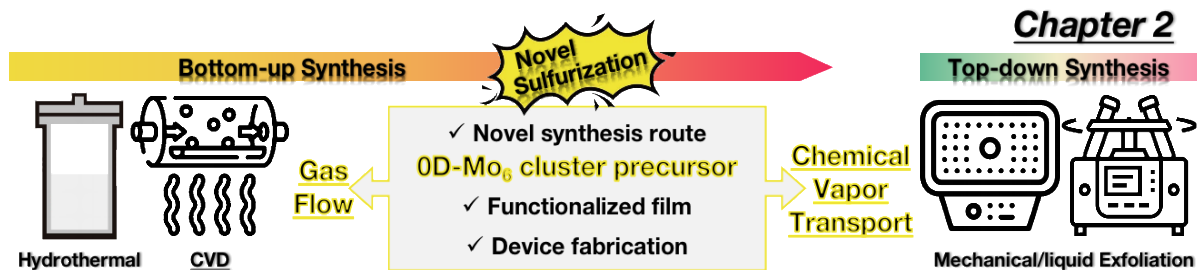 Chapter 2
Bottom-up Synthesis
Novel
Sulfurization
Top-down Synthesis
Hydrothermal
CVD
Gas
Flow
✓ Novel synthesis route
0D-Mo₆ cluster precursor
✓ Functionalized film
✓ Device fabrication
Chemical
Vapor
Transport
Mechanical/liquid Exfoliation